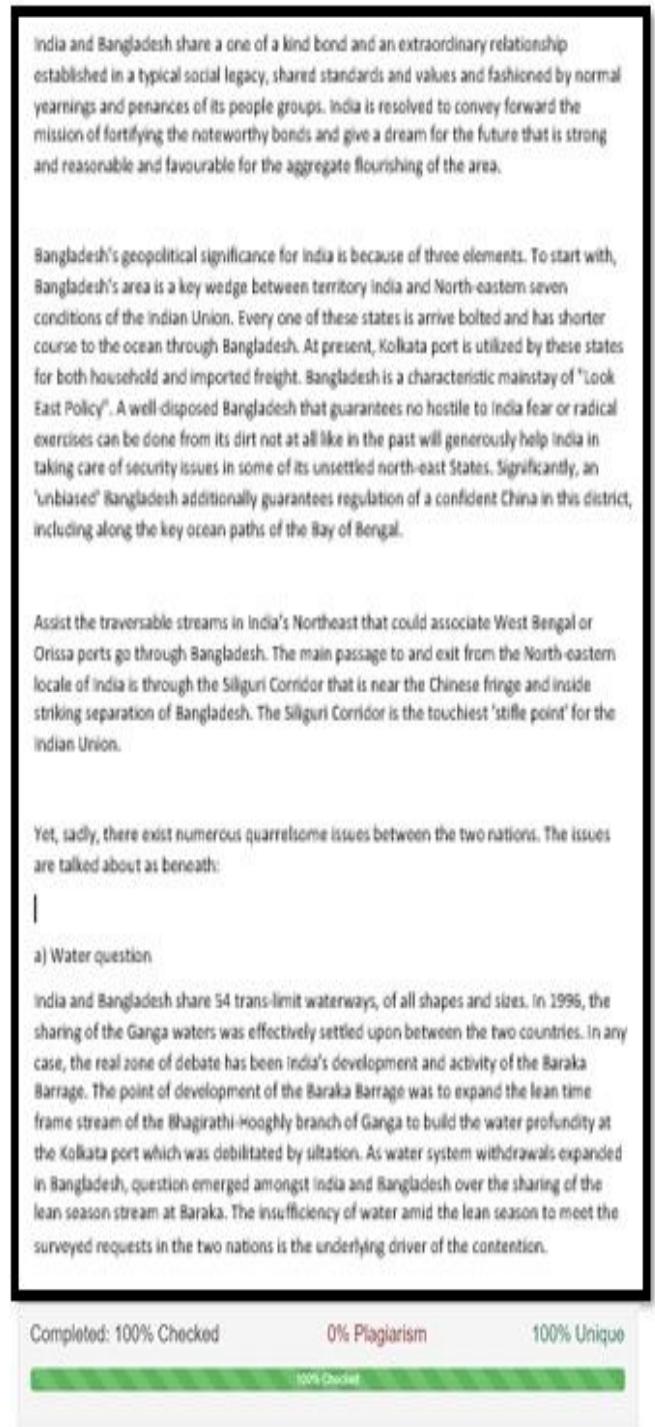 India and Bangladesh share a one of a kind bond and an extraordinary relationship
established in a typical social legacy, shared standards and values and fashioned by normal
yearnings and penances of its people groups. India is resolved to convey forward the
mission of fortifying the noteworthy bonds and give a dream for the future that is strong
and reasonable and favourable for the aggregate flourishing of the area.
Bangladesh's geopolitical significance for India is because of three elements. To start with,
Bangladesh's area is a key wedge between territory India and North-eastern seven
conditions of the Indian Union. Every one of these states is arrive bolted and has shorter
course to the ocean through Bangladesh. At present, Kolkata port is utilized by these states
for both household and imported freight. Bangladesh is a characteristic mainstay of "Look
East Policy". A well-disposed Bangladesh that guarantees no hostile to India fear or radical
exercises can be done from its dirt not at all like in the past will generously help India in
taking care of security issues in some of its unsettled north-east States. Significantly, an
'unbiased' Bangladesh additionally guarantees regulation of a confident China in this district,
including along the key ocean paths of the Bay of Bengal.
Assist the traversable streams in India's Northeast that could associate West Bengal or
Orissa ports go through Bangladesh. The main passage to and exit from the North-eastern
locale of India is through the Siliguri Corridor that is near the Chinese fringe and inside
striking separation of Bangladesh. The Siliguri Corridor is the touchiest 'stifle point' for the
Indian Union.
Yet, sadly, there exist numerous quarrelsome issues between the two nations. The issues
are talked about as beneath:
a) Water question
India and Bangladesh share 54 trans-limit waterways, of all shapes and sizes. In 1996, the
sharing of the Ganga waters was effectively settled upon between the two countries. In any
case, the real zone of debate has been India's development and activity of the Baraka
Barrage. The point of development of the Baraka Barrage was to expand the lean time
frame stream of the Bhagirathi-Hooghly branch of Ganga to build the water profundity at
the Kolkata port which was debilitated by siltation. As water system withdrawals expanded
in Bangladesh, question emerged amongst India and Bangladesh over the sharing of the
lean season stream at Baraka. The insufficiency of water amid the lean season to meet the
surveyed requests in the two nations is the underlying driver of the contention.
Completed: 100% Checked 0% Plagiarism 100% Unique
100% Checked